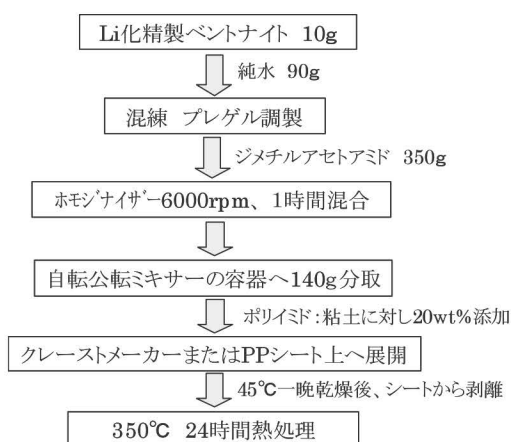 Li化精製ベントナイト 10g
純水 90g
混練 プレゲル調製
ジメチルアセトアミド 350g
ホモジナイザー6000rpm、1時間混合
自転公転ミキサーの容器へ140g分取
ポリイミド：粘土に対し20wt%添加
クレーストメーカーまたはPPシート上へ展開
45℃一晩乾燥後、シートから剥離
350℃ 24時間熱処理